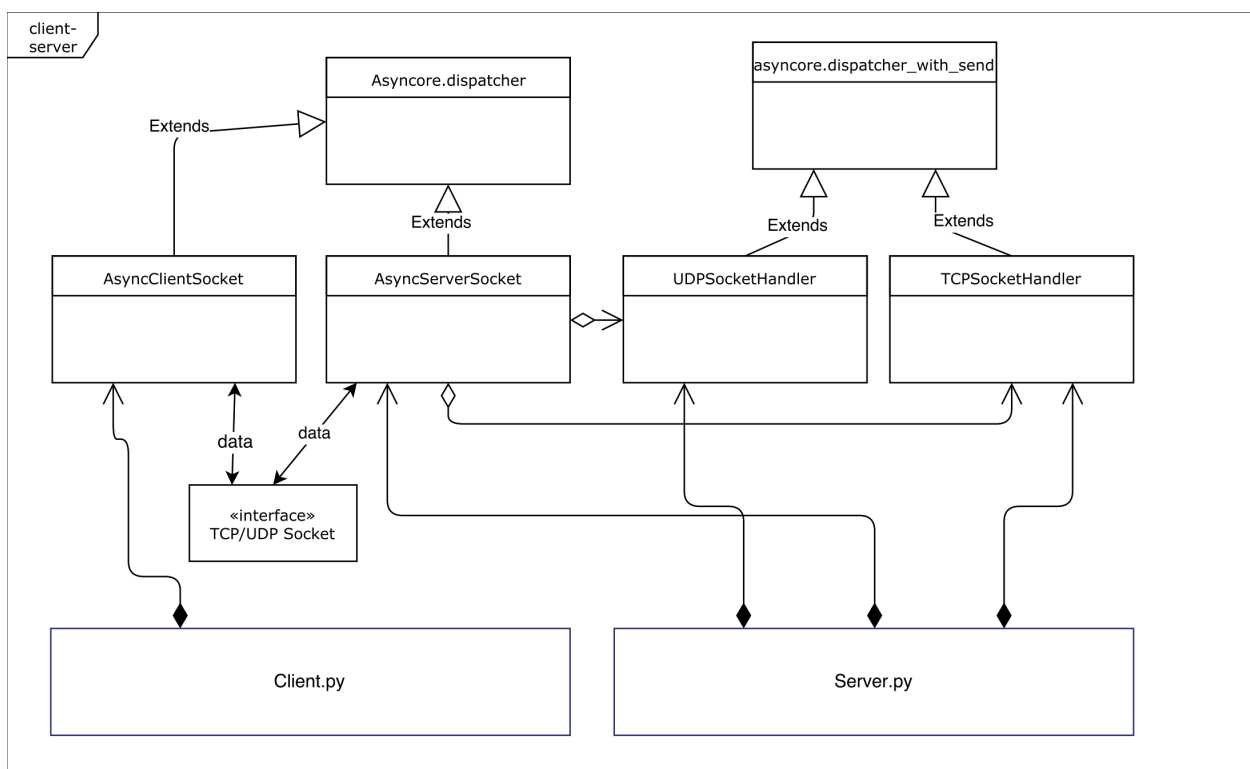 client-
server
Asyncore.dispatcher
asyncore.dispatcher_with_send
Extends
Extends
Extends
Extends
AsyncClientSocket
AsyncServerSocket
UDPSocketHandler
TCPSocketHandler
data
data
«interface»
TCP/UDP Socket
Client.py
Server.py